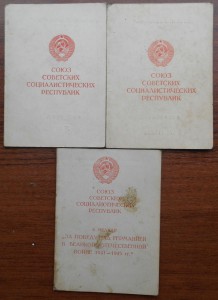 СОЮЗ
СОВЕТСКИХ
СОЦИАЛИСТИЧЕСКИХ
РЕСПУБЛИК
СОЮЗ
СОВЕТСКИХ
СОЦИАЛИСТИЧЕСКИХ
РЕСПУБЛИК
СОЮЗ
СОВЕТСКИХ
СОЦИАЛИСТИЧЕСКИХ
РЕСПУБЛИК
„ЗА ПОБЕДУ НАД ГЕРМАНИЕЙ
В ВЕЛИКОЙ ОТЕЧЕСТВЕННОЙ
ВОЙНЕ 1941—1945 гг."